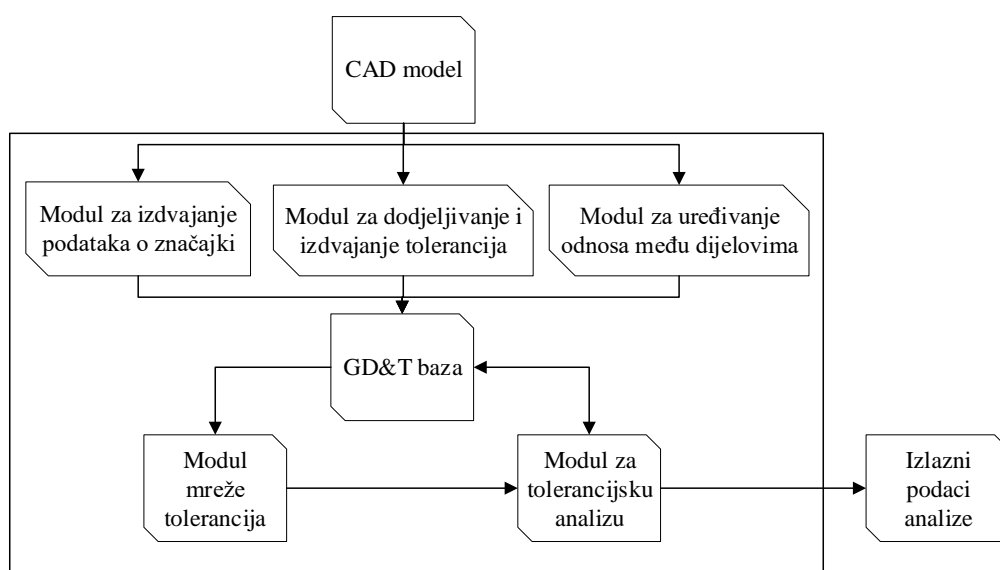 CAD model
Modul za izdvajanje
podataka o značajki
Modul za dodjeljivanje i
izdvajanje tolerancija
Modul za uređivanje
odnosa među dijelovima
GD&T baza
Modul
mreže
tolerancija
Modul za
tolerancijsku
analizu
Izlazni
podaci
analize